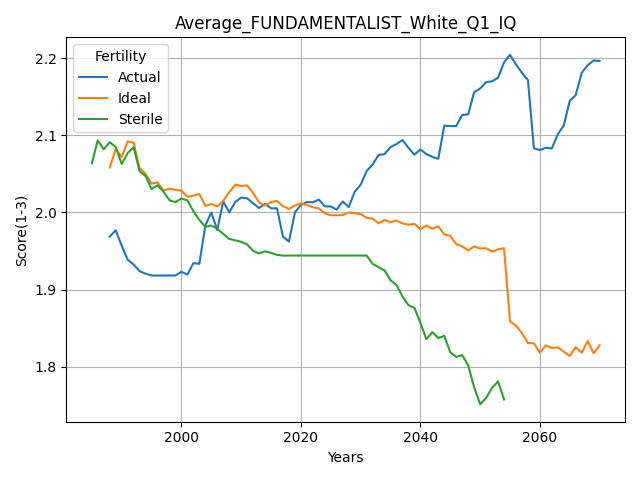 Average_FUNDAMENTALIST_White_Q1_IQ
Fertility
Actual
Ideal
Sterile
Score(1-3)
2.2
2.1
2.0
1.9
1.8
2000 2020 2040 2060
Years